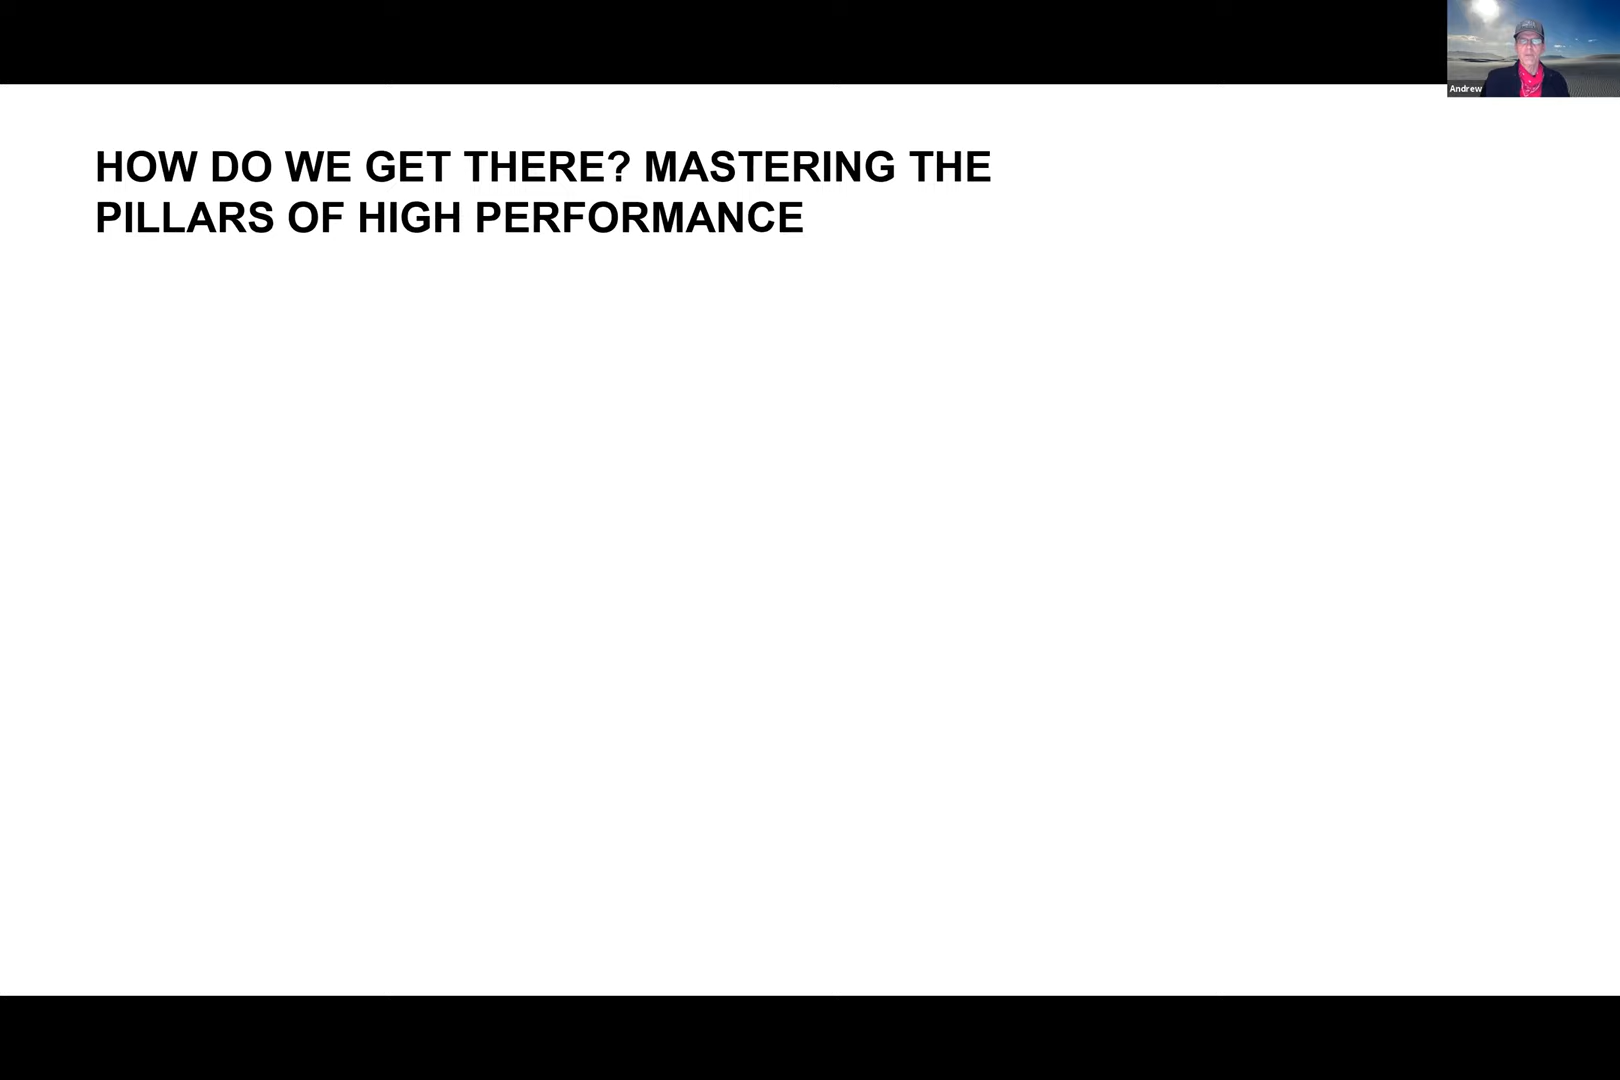 Andrew
HOW DO WE GET THERE? MASTERING THE
PILLARS OF HIGH PERFORMANCE